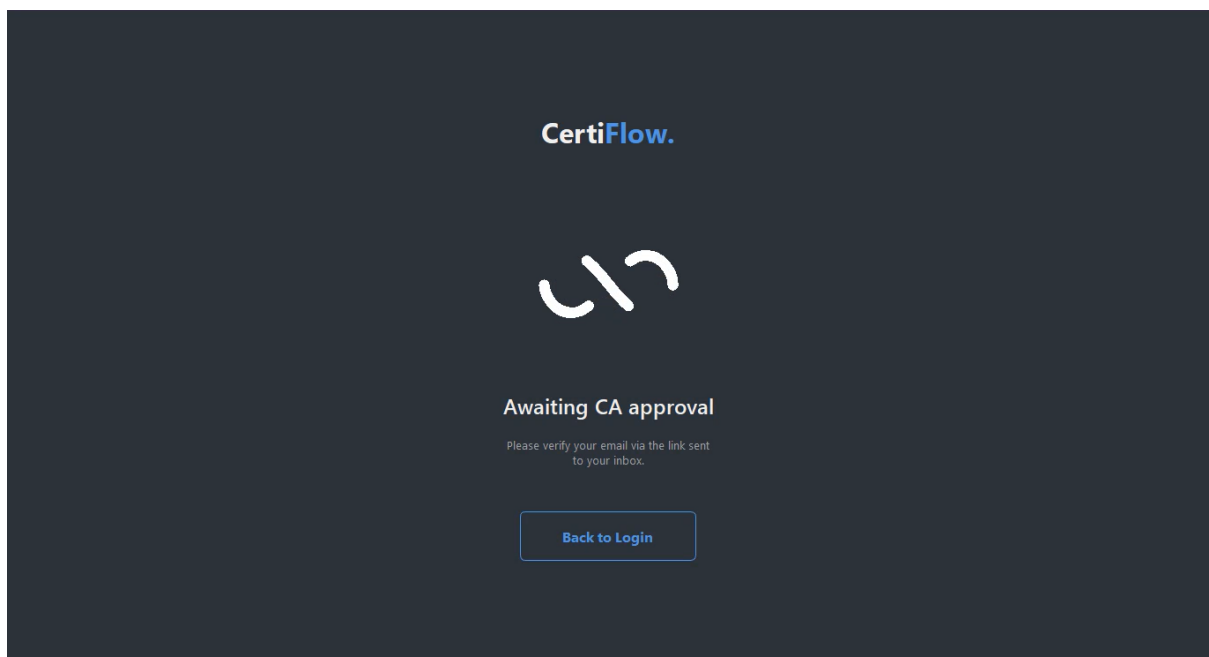 CertiFlow.
Awaiting CA approval
Please verify your email via the link sent
to your inbox.
Back to Login